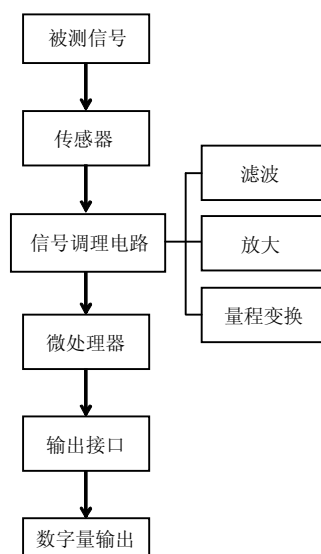 被测信号
传感器
滤波
信号调理电路
放大
量程变换
微处理器
输出接口
数字量输出